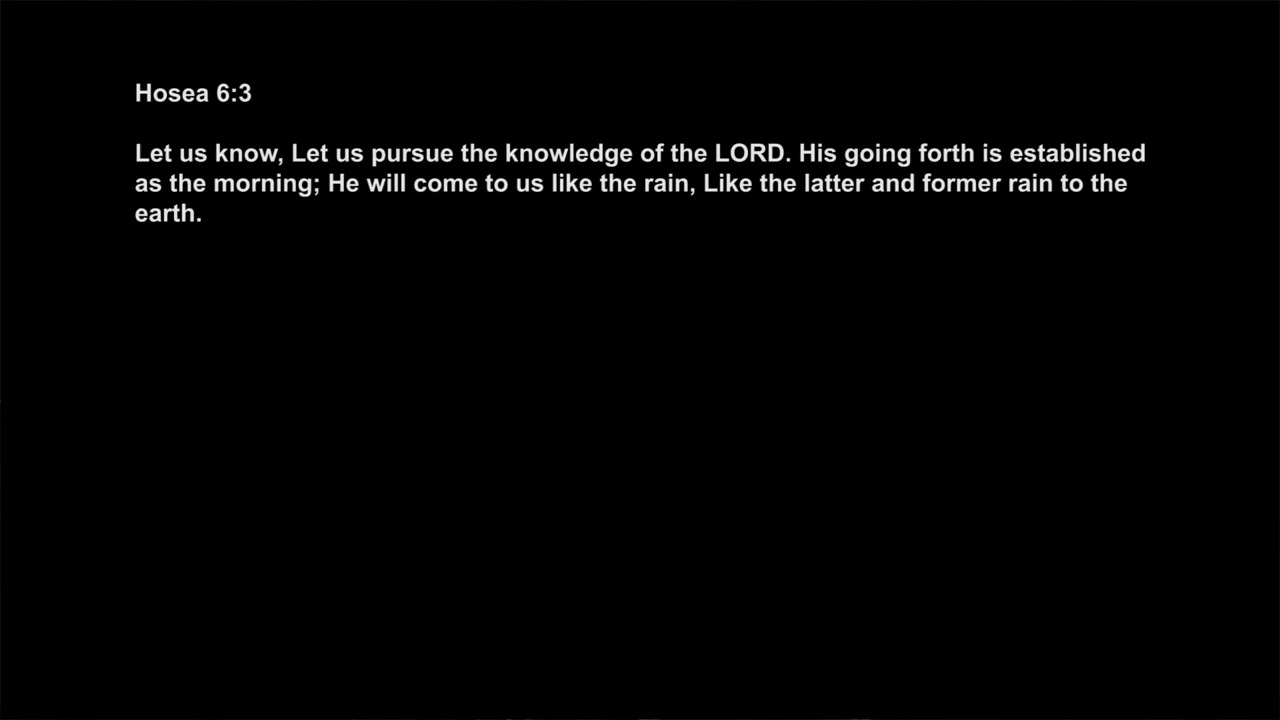 Hosea 6:3
Let us know, Let us pursue the knowledge of the LORD. His going forth is established
as the morning; He will come to us like the rain, Like the latter and former rain to the
earth.